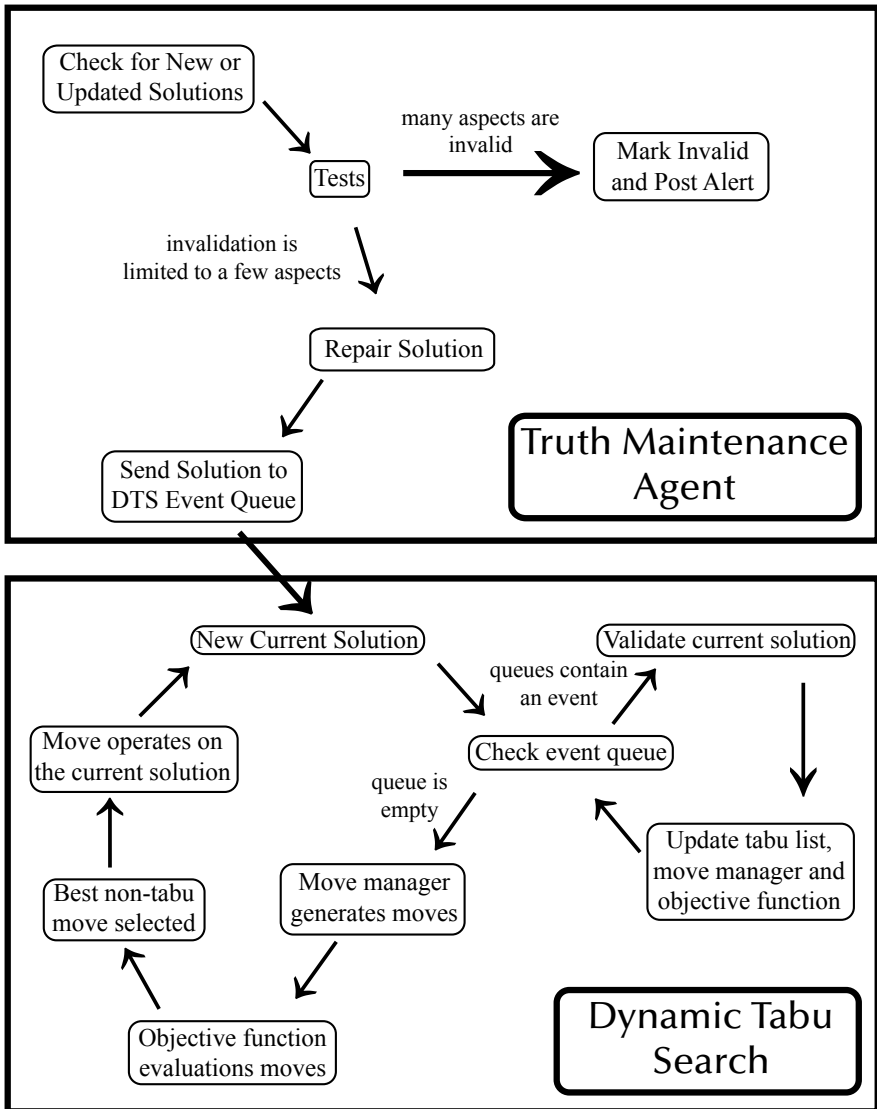 Check for New or
Updated Solutions
many aspects are
invalid
Tests
Mark Invalid
and Post Alert
invalidation is
limited to a few aspects
Repair Solution
Truth Maintenance
Agent
Send Solution to
DTS Event Queue
New Current Solution
Validate current solution
queues contain
an event
Move operates on
the current solution
Check event queue
queue is
empty
Update tabu list,
move manager and
objective function
Move manager
generates moves
Best non-tabu
move selected
Objective function
evaluations moves
Dynamic Tabu
Search